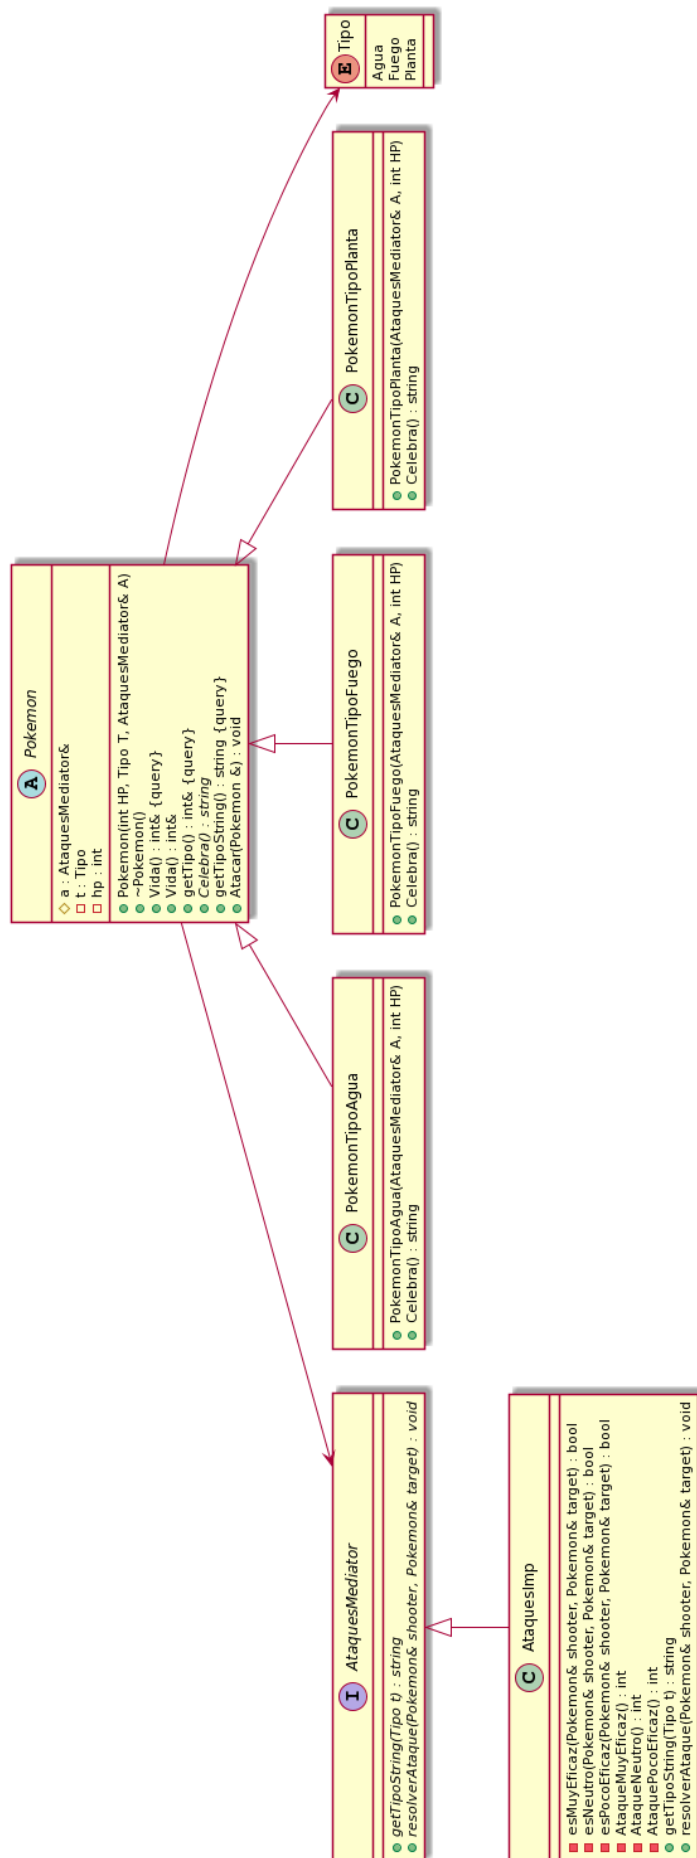 A Pokemon
a : AtaquesMediator&
t : Tipo
hp : int
Pokemon(int HP, Tipo T, AtaquesMediator& A)
~Pokemon()
Vida() : int& {query}
Vida() : int&
getTipo() : int& {query}
Celebra() : string
getTipoString() : string {query}
Atacar(Pokemon &) : void
I AtaquesMediator
getTipoString(Tipo t) : string
resolverAtaque(Pokemon& shooter, Pokemon& target) : void
C PokemonTipoAgua
PokemonTipoAgua(AtaquesMediator& A, int HP)
Celebra() : string
C PokemonTipoFuego
PokemonTipoFuego(AtaquesMediator& A, int HP)
Celebra() : string
C PokemonTipoPlanta
PokemonTipoPlanta(AtaquesMediator& A, int HP)
Celebra() : string
E Tipo
Agua
Fuego
Planta
C AtaquesImp
esMuyEficaz(Pokemon& shooter, Pokemon& target) : bool
esNeutro(Pokemon& shooter, Pokemon& target) : bool
esPocoEficaz(Pokemon& shooter, Pokemon& target) : bool
AtaqueMuyEficaz() : int
AtaqueNeutro() : int
AtaquePocoEficaz() : int
getTipoString(Tipo t) : string
resolverAtaque(Pokemon& shooter, Pokemon& target) : void